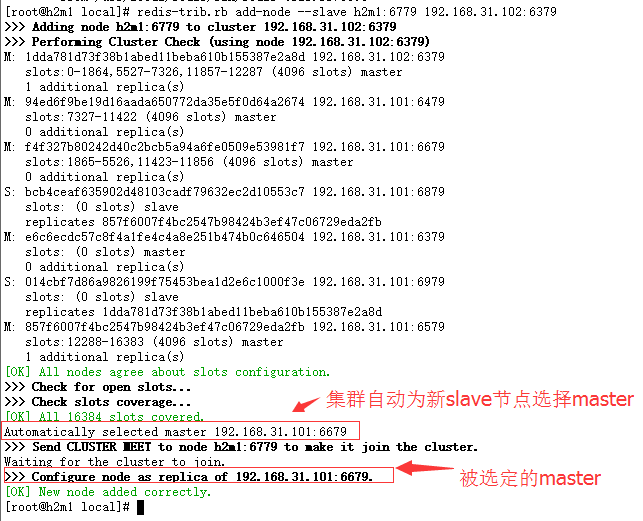 [root@h2m1 local]# redis-trib.rb add-node --slave h2m1:6779 192.168.31.102:6379
>>> Adding node h2m1:6779 to cluster 192.168.31.102:6379
>>> Performing Cluster Check (using node 192.168.31.102:6379)
M: 1dda781d73f38b1abed11beba610b155387e2a8d 192.168.31.102:6379
slots:0-1864,5527-7326,11857-12287 (4096 slots) master
1 additional replica(s)
M: 94ed6f9be19d16aada650772da35e5f0d64a2674 192.168.31.101:6479
slots:7327-11422 (4096 slots) master
0 additional replica(s)
M: f4f327b80242d40c2bcb5a94a6fe0509e53981f7 192.168.31.101:6679
slots:1865-5526,11423-11856 (4096 slots) master
0 additional replica(s)
S: bcb4ceaf635902d48103cadf79632ec2d10553c7 192.168.31.101:6879
slots: (0 slots) slave
replicates 857f6007f4bc2547b98424b3ef47c06729eda2fb
M: e6c6ecdc57c8f4a1fe4c4a8e251b474b0c646504 192.168.31.101:6379
slots: (0 slots) master
0 additional replica(s)
S: 014cbf7d86a9826199f75453bea1d2e6c1000f3e 192.168.31.101:6979
slots: (0 slots) slave
replicates 1dda781d73f38b1abed11beba610b155387e2a8d
M: 857f6007f4bc2547b98424b3ef47c06729eda2fb 192.168.31.101:6579
slots:12288-16383 (4096 slots) master
1 additional replica(s)
[OK] All nodes agree about slots configuration.
>>> Check for open slots...
>>> Check slots coverage...
[OK] All 16384 slots covered.
集群自动为新slave节点选择master
Automatically selected master 192.168.31.101:6679
>>> Send CLUSTER MEET to node h2m1:6779 to make it join the cluster.
Waiting for the cluster to join.
>>> Configure node as replica of 192.168.31.101:6679.
被选定的master
[OK] New node added correctly.
[root@h2m1 local]#